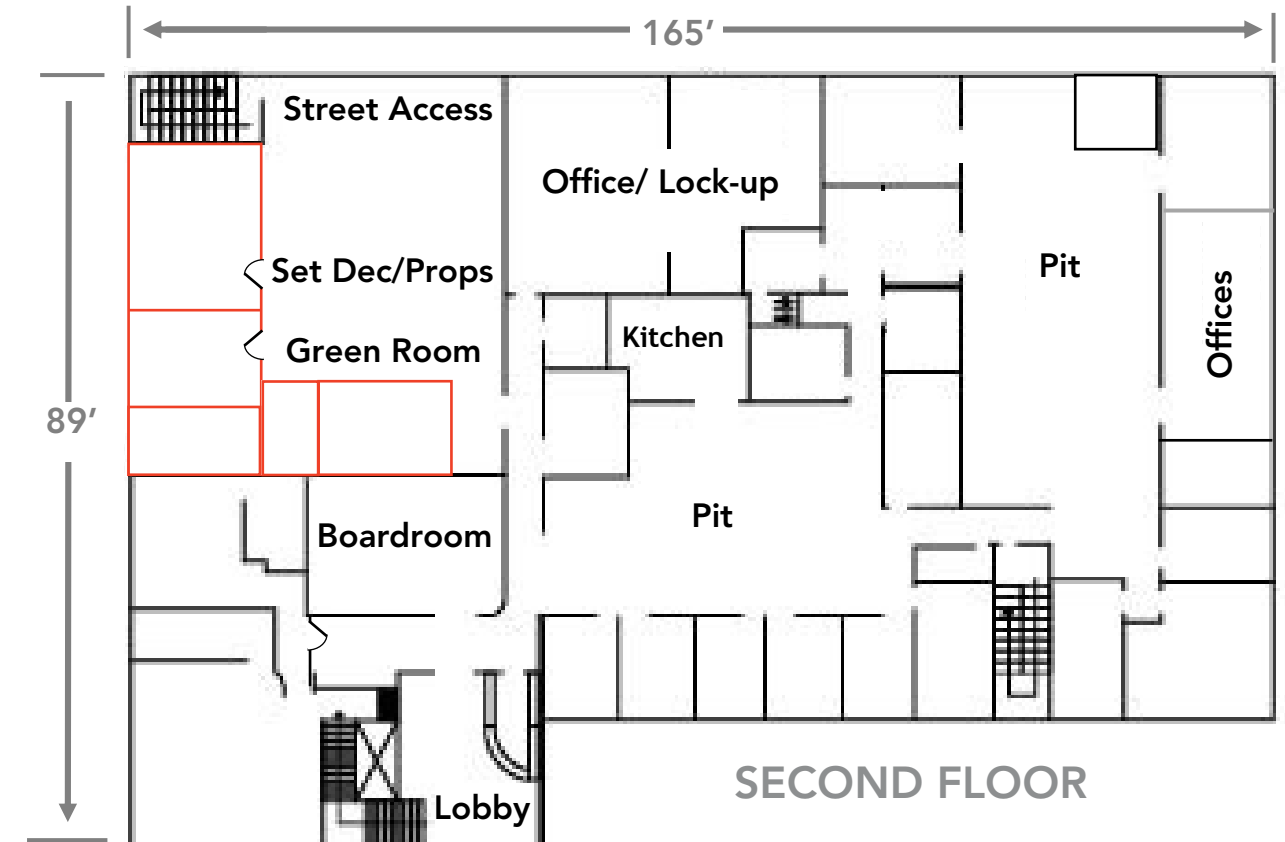 165’
Street Access
Office/ Lock-up
Set Dec/Props
Pit
Offices
Kitchen
Green Room
89’
Boardroom
Pit
SECOND FLOOR
Lobby